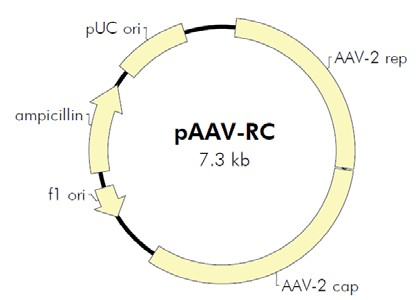 pUC ori
AAV-2 rep
ampicillin
pAAV-RC
7.3 kb
f1 ori
AAV-2 cap